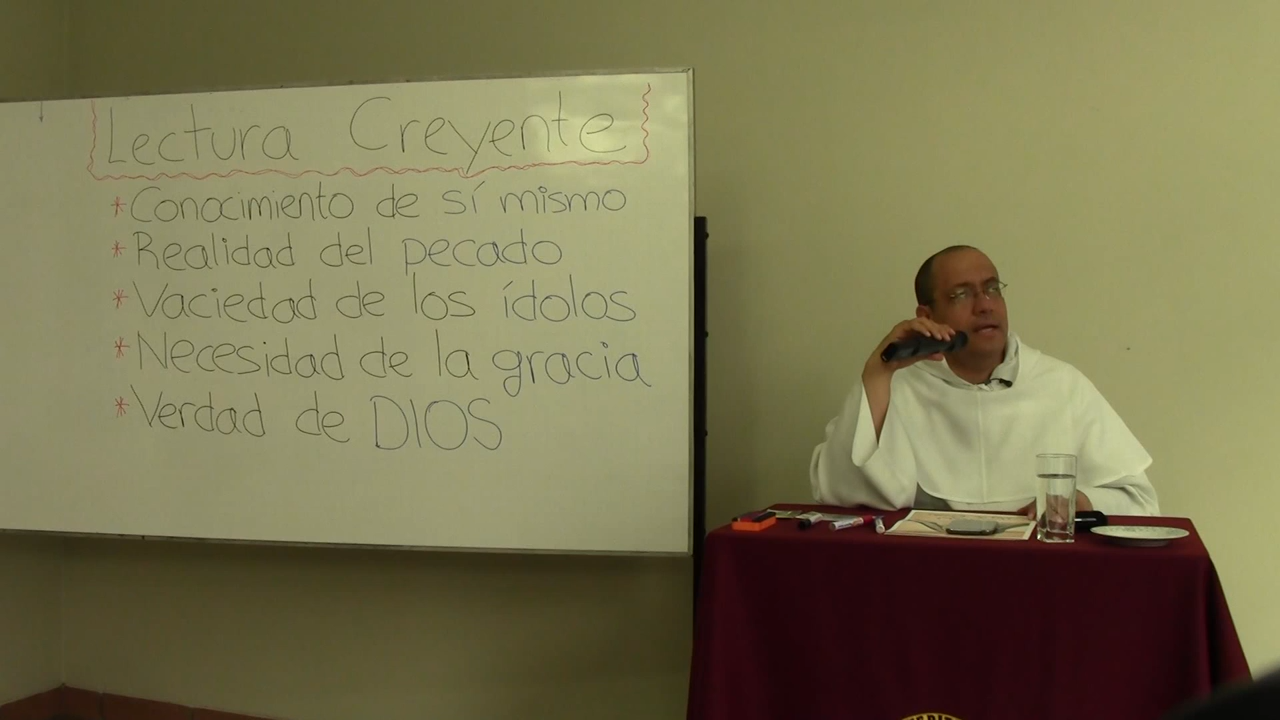 Lectura Creyente
* Conocimiento de sí mismo
* Realidad del pecado
* Vaciedad de los ídolos
* Necesidad de la gracia
* Verdad de DIOS